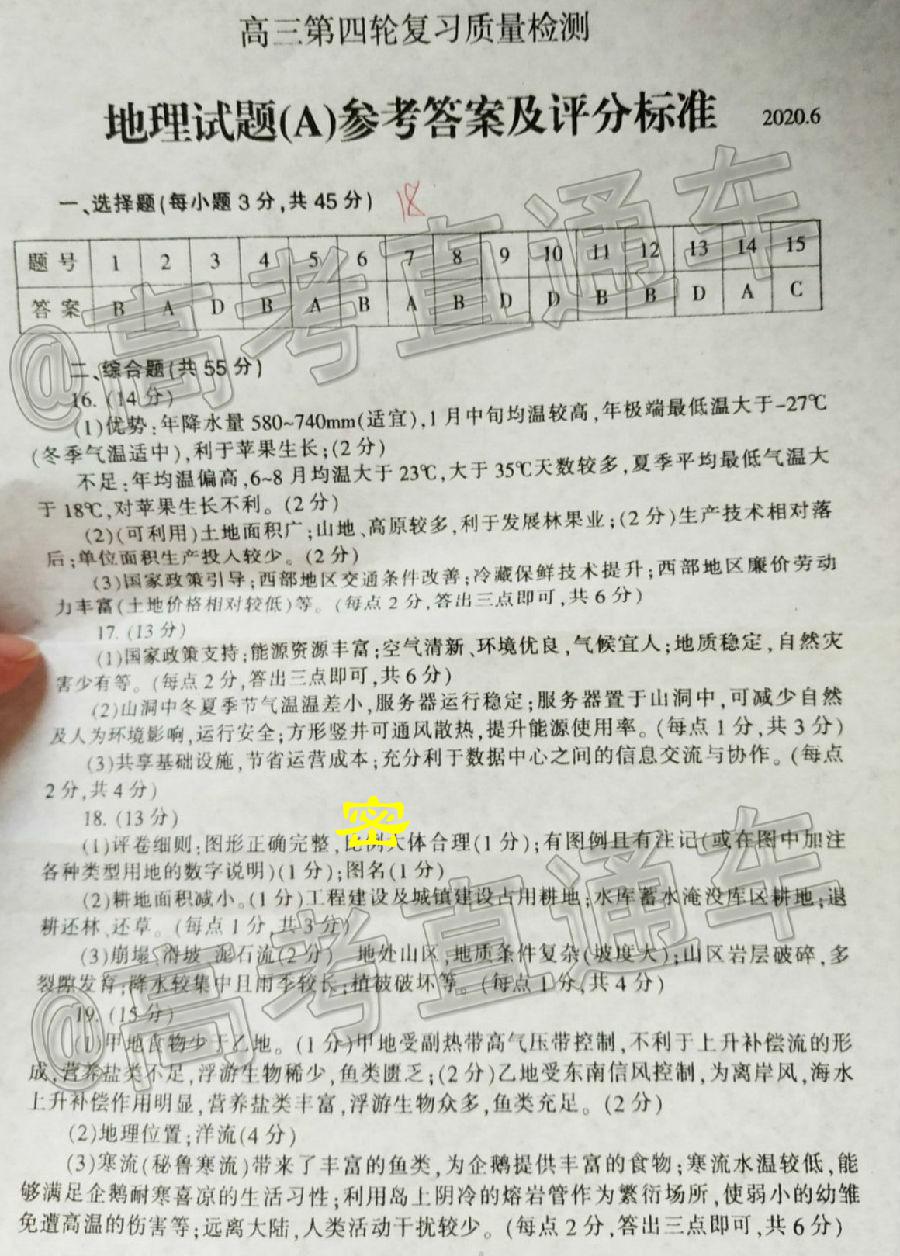 高三第四轮复习质量检测
地理试题(A)参考答案及评分标准 2020.6
一、选择题(每小题3分,共45分) 18
题号 1 2 3 4 5 6 7 8 9 10 11 12 13 14 15
答案 B A D B A B A B D D B B D A C
@高考直通车
二、综合题(共55分)
16.(14分)
(1)优势:年降水量580~740mm(适宜),1月中旬均温较高,年极端最低温大于-27℃
(冬季气温适中),利于苹果生长;(2分)
不足:年均温偏高,6~8月均温大于23℃,大于35℃天数较多,夏季平均最低气温大
于18℃,对苹果生长不利。(2分)
(2)(可利用)土地面积广;山地、高原较多,利于发展林果业;(2分)生产技术相对落
后;单位面积生产投入较少。(2分)
(3)国家政策引导;西部地区交通条件改善;冷藏保鲜技术提升;西部地区廉价劳动
力丰富(土地价格相对较低)等。(每点2分,答出三点即可,共6分)
17.(13分)
(1)国家政策支持;能源资源丰富;空气清新、环境优良,气候宜人;地质稳定,自然灾
害少有等。(每点2分,答出三点即可,共6分)
(2)山洞中冬夏季节气温温差小,服务器运行稳定;服务器置于山洞中,可减少自然
及人为环境影响,运行安全;方形竖井可通风散热,提升能源使用率。(每点1分,共3分)
(3)共享基础设施,节省运营成本;充分利于数据中心之间的信息交流与协作。(每点
2分,共4分)
18.(13分)
密
(1)评卷细则:图形正确完整,比例大体合理(1分);有图例且有注记(或在图中加注
各种类型用地的数字说明)(1分);图名(1分)
(2)耕地面积减小。(1分)工程建设及城镇建设占用耕地;水库蓄水淹没库区耕地;退
耕还林、还草。(每点1分,共3分)
(3)崩塌、滑坡、泥石流(2分) 地处山区,地质条件复杂(坡度大);山区岩层破碎,多
裂隙发育;降水较集中且雨季较长;植被破坏等。(每点1分,共4分)
19.(15分)
(1)甲地食物少于乙地。(1分)甲地受副热带高气压带控制,不利于上升补偿流的形
成,营养盐类不足,浮游生物稀少,鱼类匮乏;(2分)乙地受东南信风控制,为离岸风,海水
上升补偿作用明显,营养盐类丰富,浮游生物众多,鱼类充足。(2分)
@高考直通车
(2)地理位置;洋流(4分)
(3)寒流(秘鲁寒流)带来了丰富的鱼类,为企鹅提供丰富的食物;寒流水温较低,能
够满足企鹅耐寒喜凉的生活习性;利用岛上阴冷的熔岩管作为繁衍场所,使弱小的幼雏
免遭高温的伤害等;远离大陆,人类活动干扰较少。(每点2分,答出三点即可,共6分)